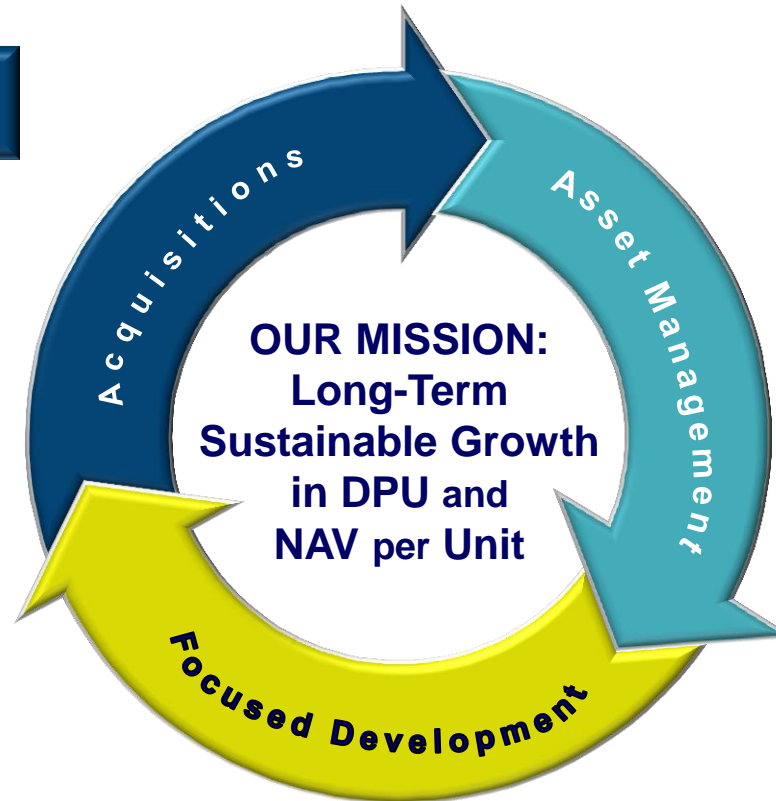 Acquisitions
Asset Management
OUR MISSION:
Long-Term
Sustainable Growth
in DPU and
NAV per Unit
Focused Development